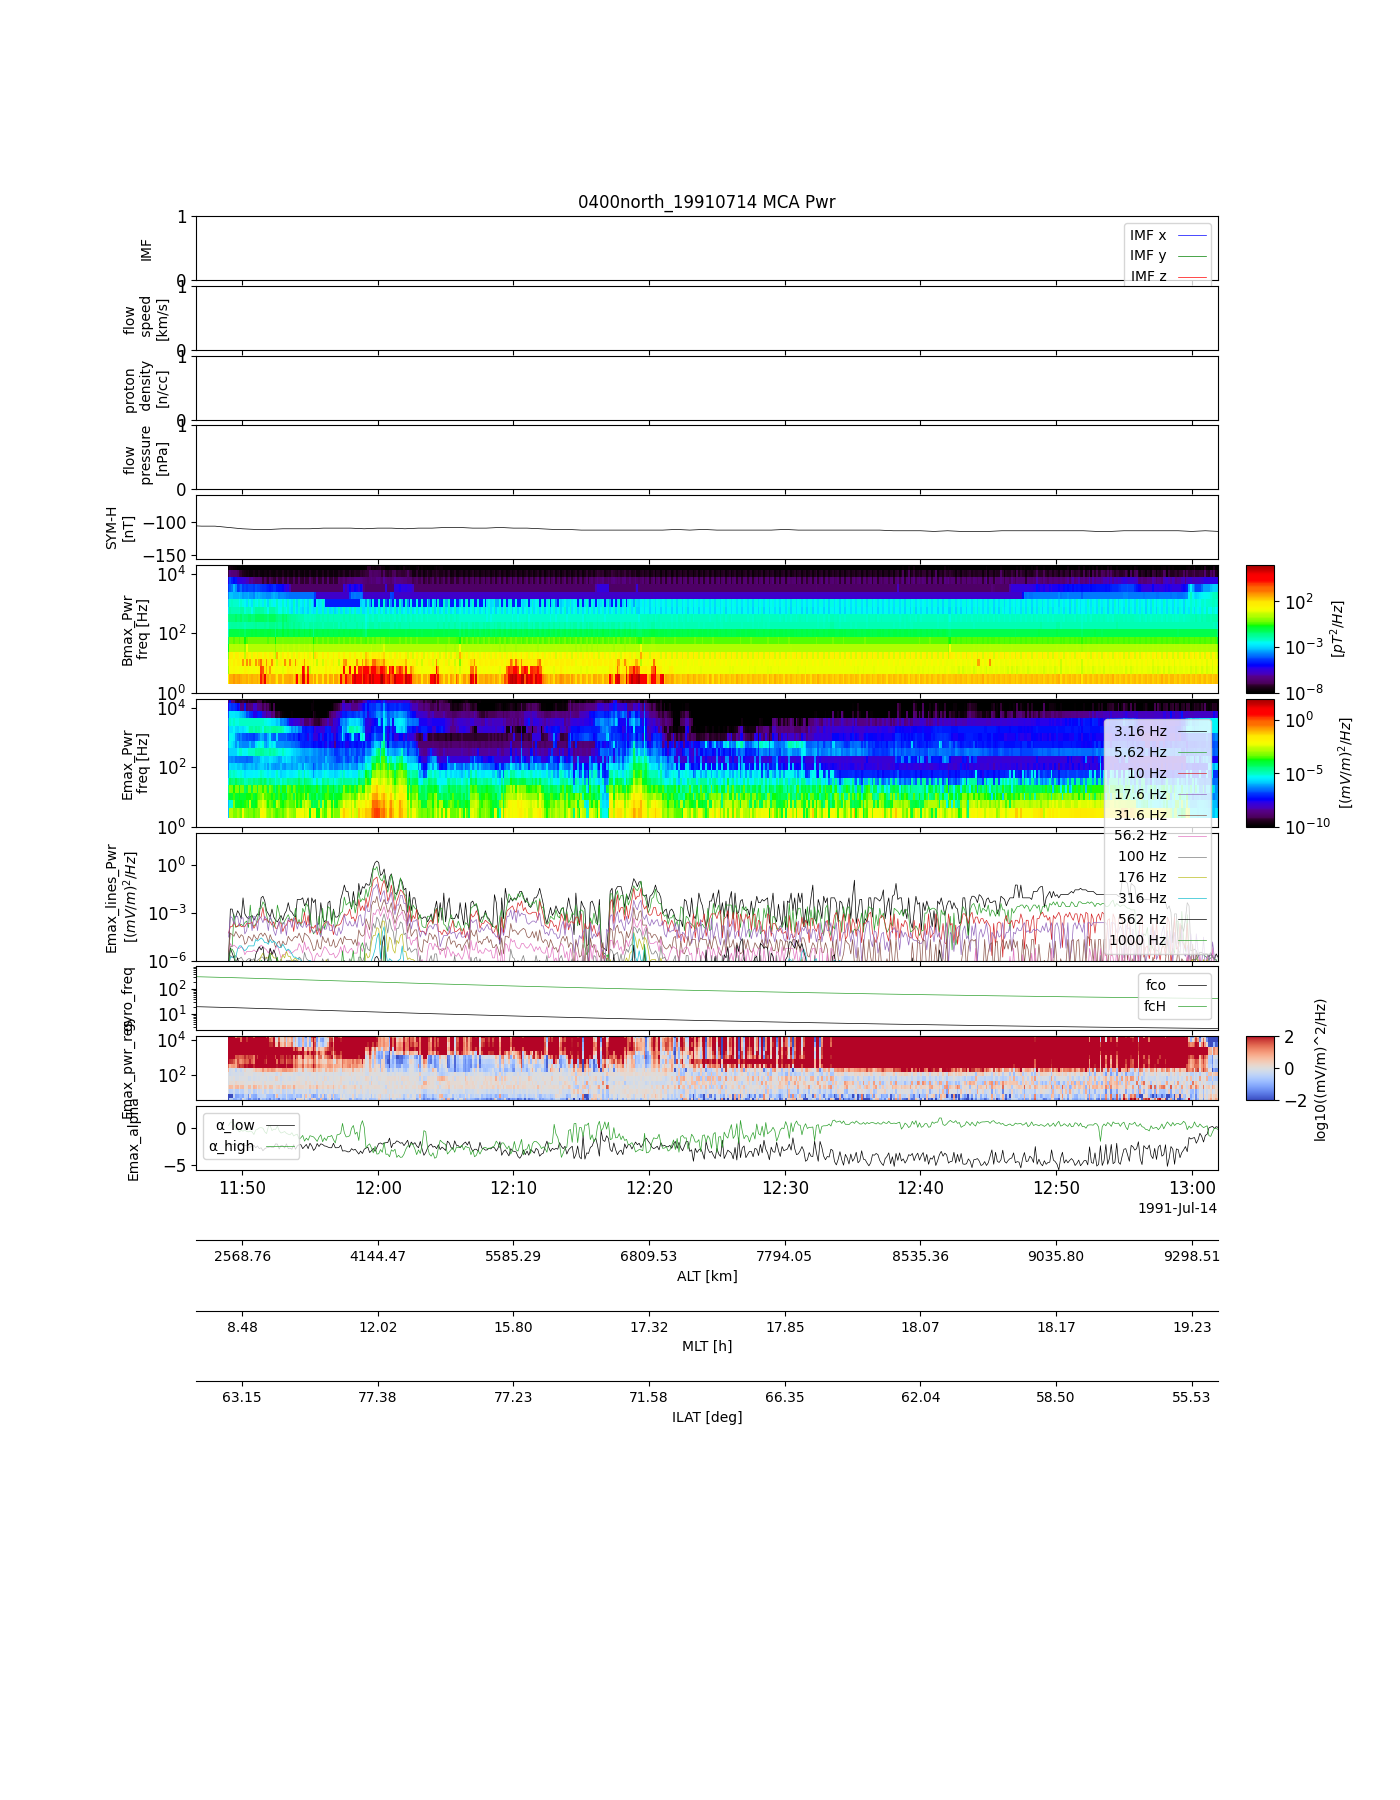 0400north_19910714 MCA Pwr
1
0
IMF
IMF x
IMF y
IMF z
1
0
flow
speed
[km/s]
1
0
proton
density
[n/cc]
1
0
flow
pressure
[nPa]
−100
−150
SYM-H
[nT]
10^4
10^2
10^0
Bmax_Pwr
freq [Hz]
10^2
10^−3
10^−8
[pT^2/Hz]
10^4
10^2
10^0
Emax_Pwr
freq [Hz]
10^0
10^−5
10^−10
[(mV/m)^2/Hz]
3.16 Hz
5.62 Hz
10 Hz
17.6 Hz
31.6 Hz
56.2 Hz
100 Hz
176 Hz
316 Hz
562 Hz
1000 Hz
10^0
10^−3
10^−6
Emax_lines_Pwr
[(mV/m)^2/Hz]
10^2
10^1
gyro_freq
fco
fcH
10^4
10^2
Emax_pwr_reg
2
0
−2
log10((mV/m)^2/Hz)
0
−5
Emax_alpha
α_low
α_high
11:50 12:00 12:10 12:20 12:30 12:40 12:50 13:00
1991-Jul-14
2568.76 4144.47 5585.29 6809.53 7794.05 8535.36 9035.80 9298.51
ALT [km]
8.48 12.02 15.80 17.32 17.85 18.07 18.17 19.23
MLT [h]
63.15 77.38 77.23 71.58 66.35 62.04 58.50 55.53
ILAT [deg]